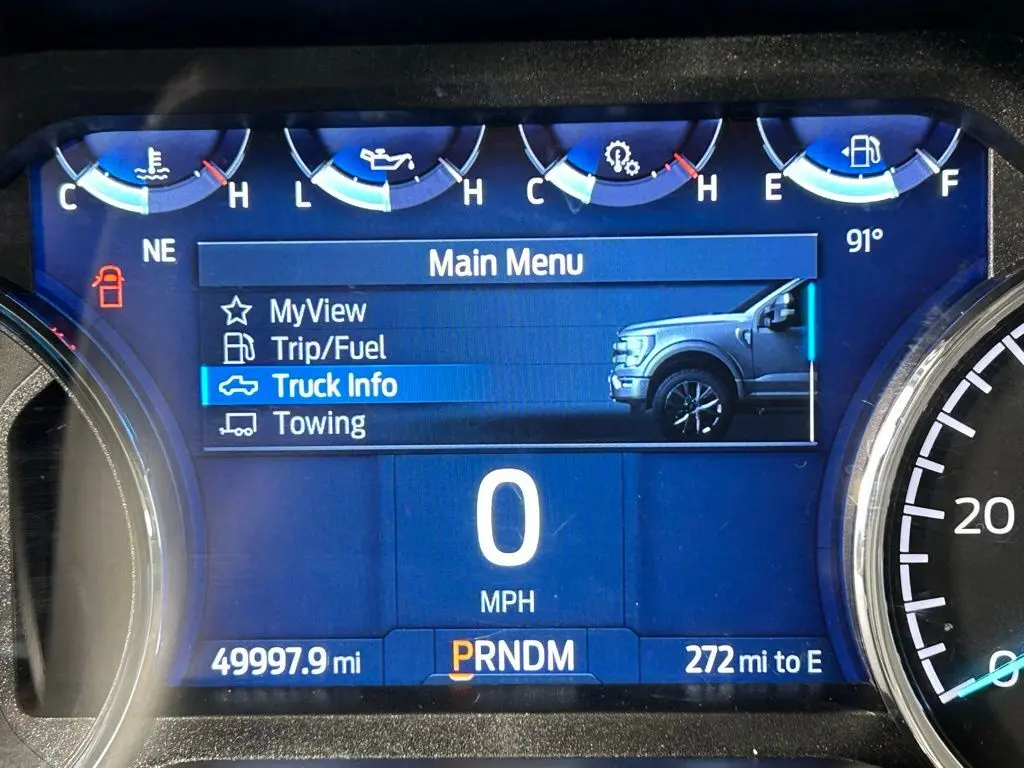 C H L H C H E F
NE
91°
Main Menu
MyView
Trip/Fuel
Truck Info
Towing
0
MPH
20
0
49997.9 mi
PRNDM
272 mi to E